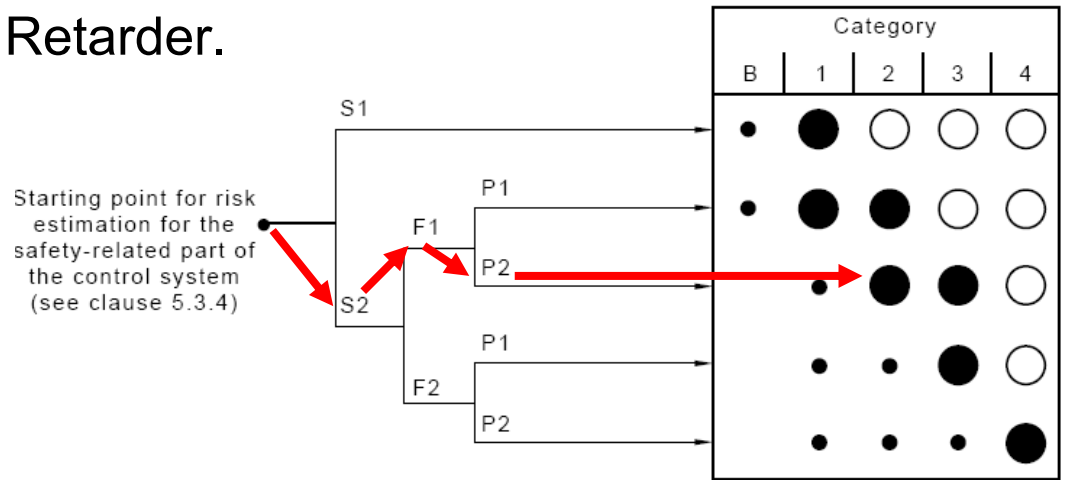 Retarder.
Category
B 1 2 3 4
S1
Starting point for risk
estimation for the
safety-related part of
the control system
(see clause 5.3.4)
P1
F1
P2
S2
P1
F2
P2